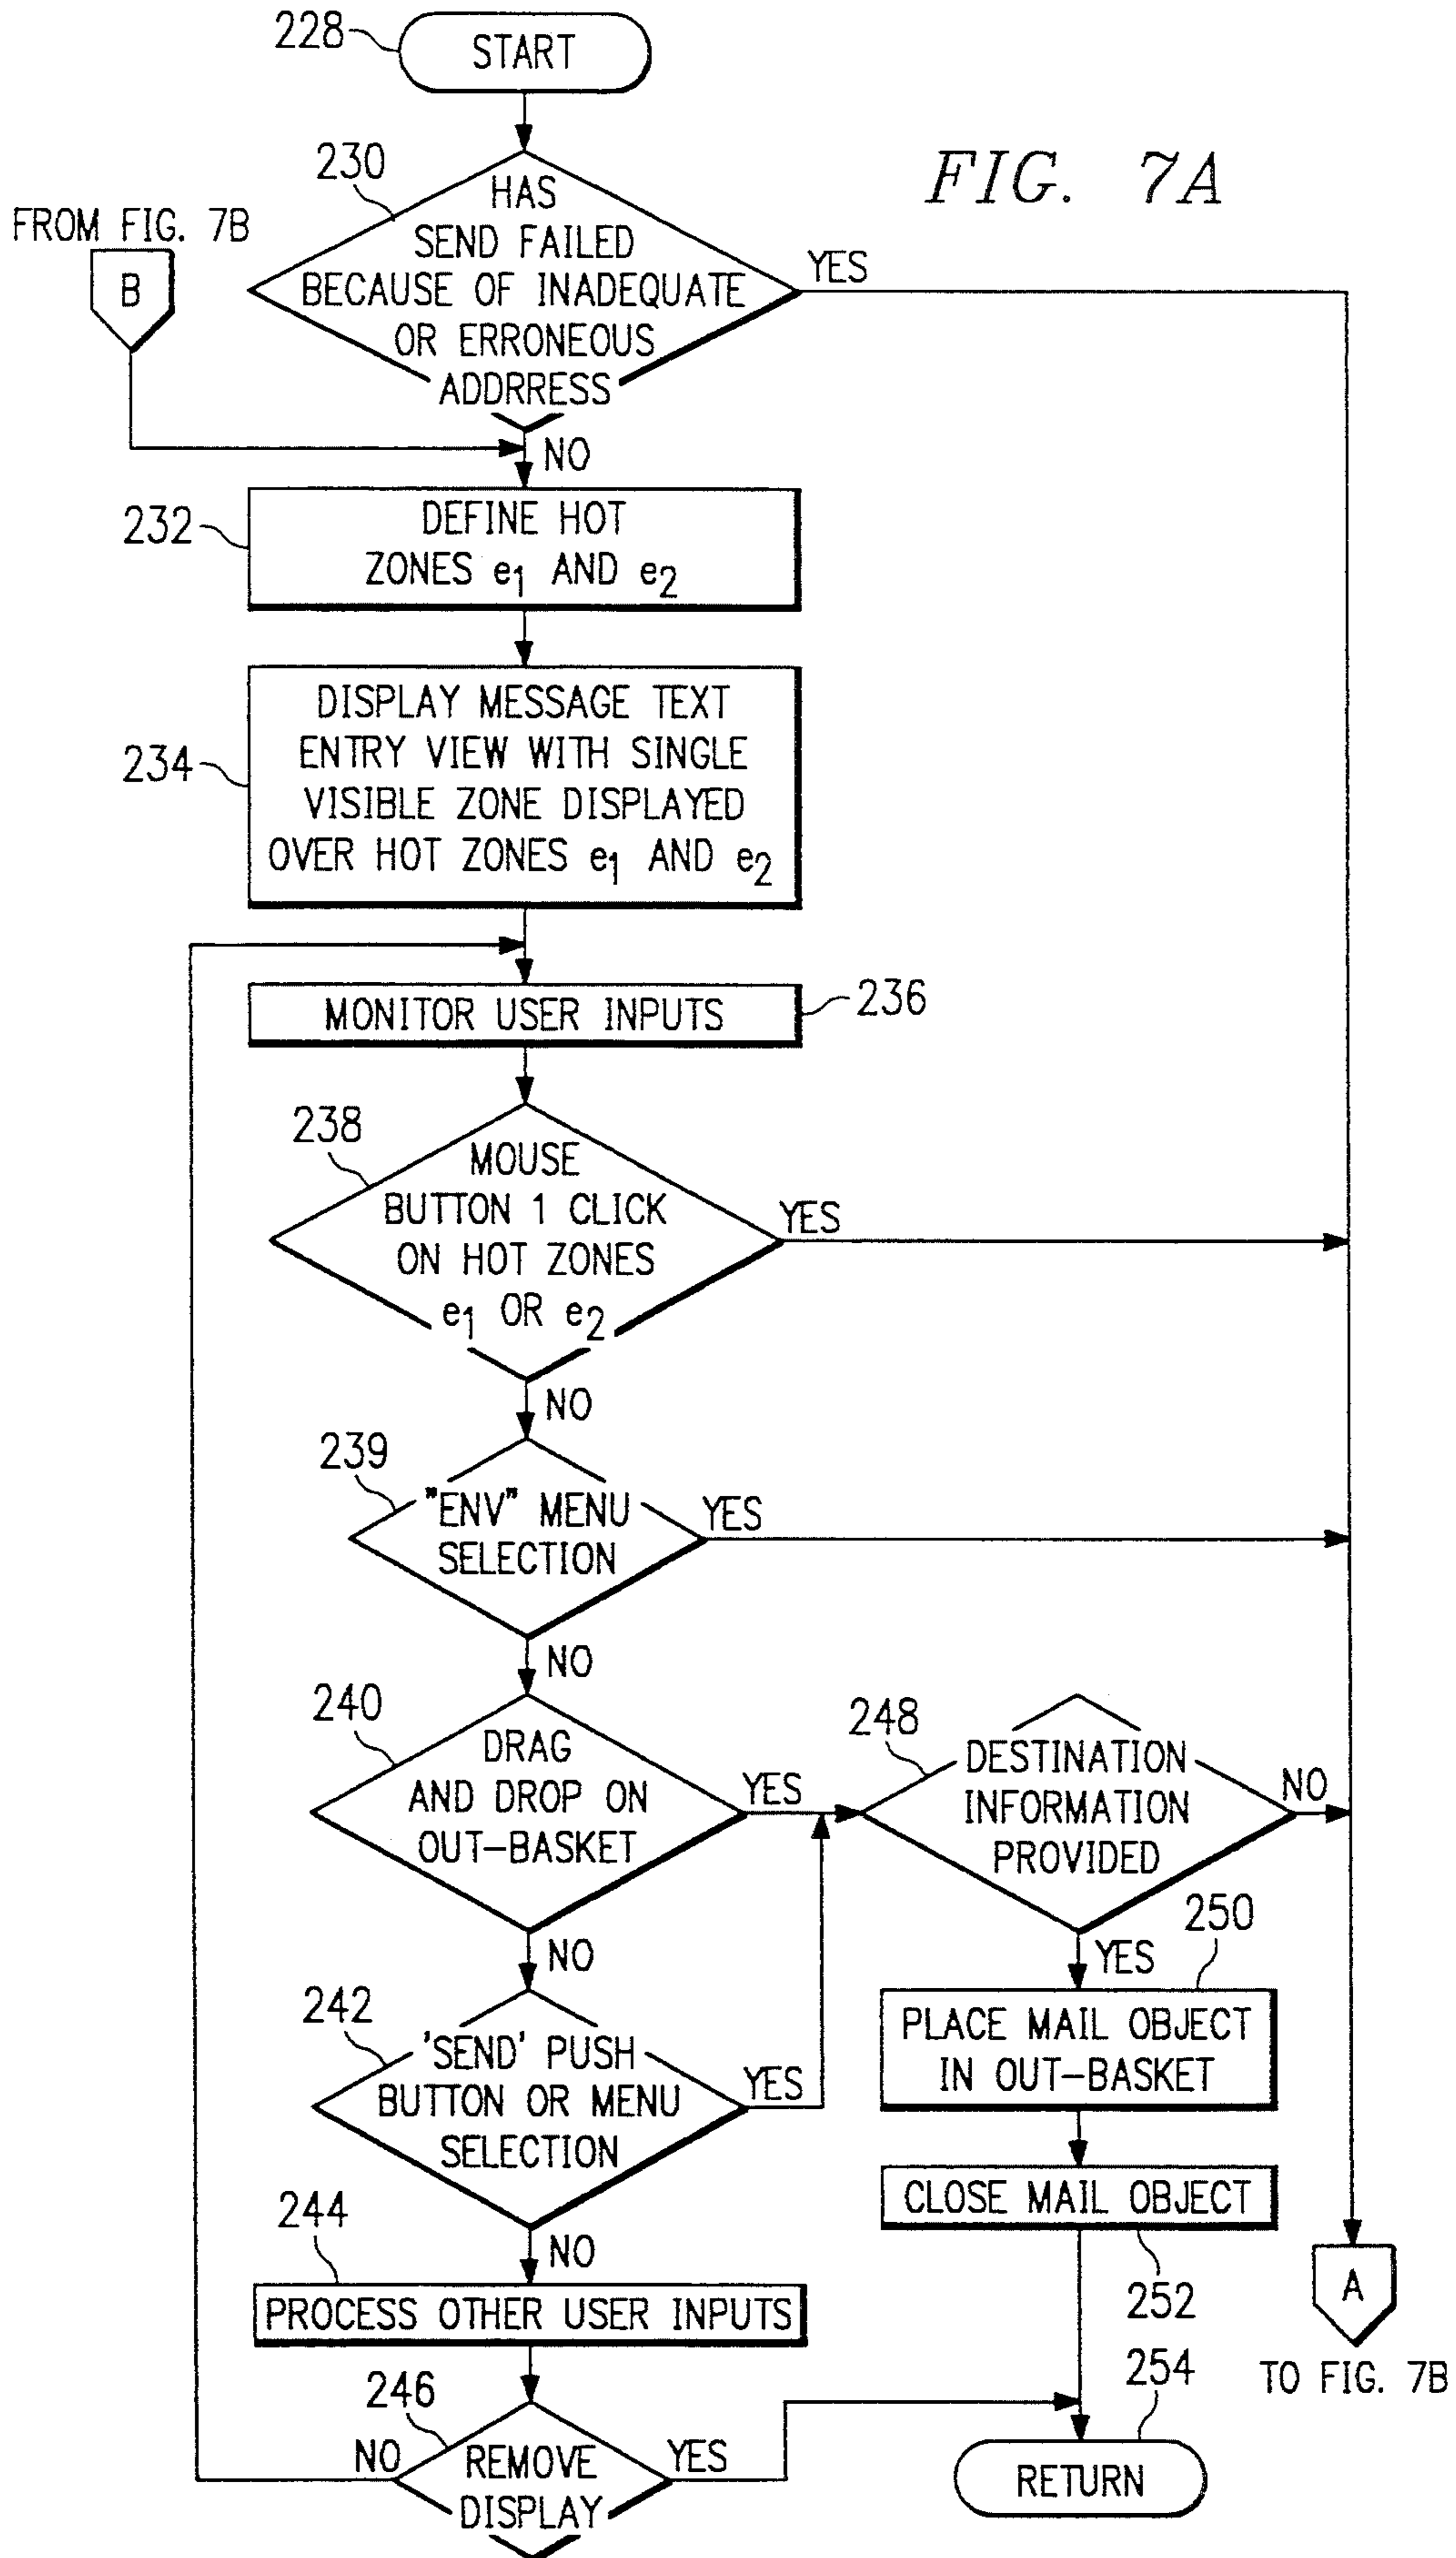 228
START
FIG. 7A
230
HAS
SEND FAILED
BECAUSE OF INADEQUATE
OR ERRONEOUS
ADDRRESS
YES
FROM FIG. 7B
B
NO
232
DEFINE HOT
ZONES e1 AND e2
234
DISPLAY MESSAGE TEXT
ENTRY VIEW WITH SINGLE
VISIBLE ZONE DISPLAYED
OVER HOT ZONES e1 AND e2
MONITOR USER INPUTS
236
238
MOUSE
BUTTON 1 CLICK
ON HOT ZONES
e1 OR e2
YES
NO
239
"ENV" MENU
SELECTION
YES
NO
240
DRAG
AND DROP ON
OUT-BASKET
YES
248
DESTINATION
INFORMATION
PROVIDED
NO
NO
YES
250
242
'SEND' PUSH
BUTTON OR MENU
SELECTION
YES
PLACE MAIL OBJECT
IN OUT-BASKET
CLOSE MAIL OBJECT
252
NO
244
PROCESS OTHER USER INPUTS
A
TO FIG. 7B
246
REMOVE
DISPLAY
NO
YES
254
RETURN